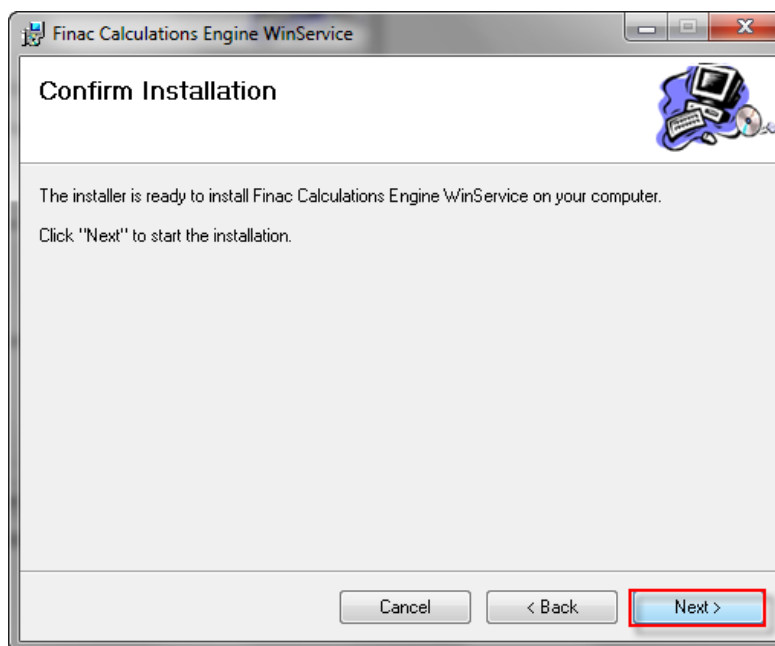 Finac Calculations Engine WinService
Confirm Installation
The installer is ready to install Finac Calculations Engine WinService on your computer.
Click "Next" to start the installation.
Cancel
< Back
Next >